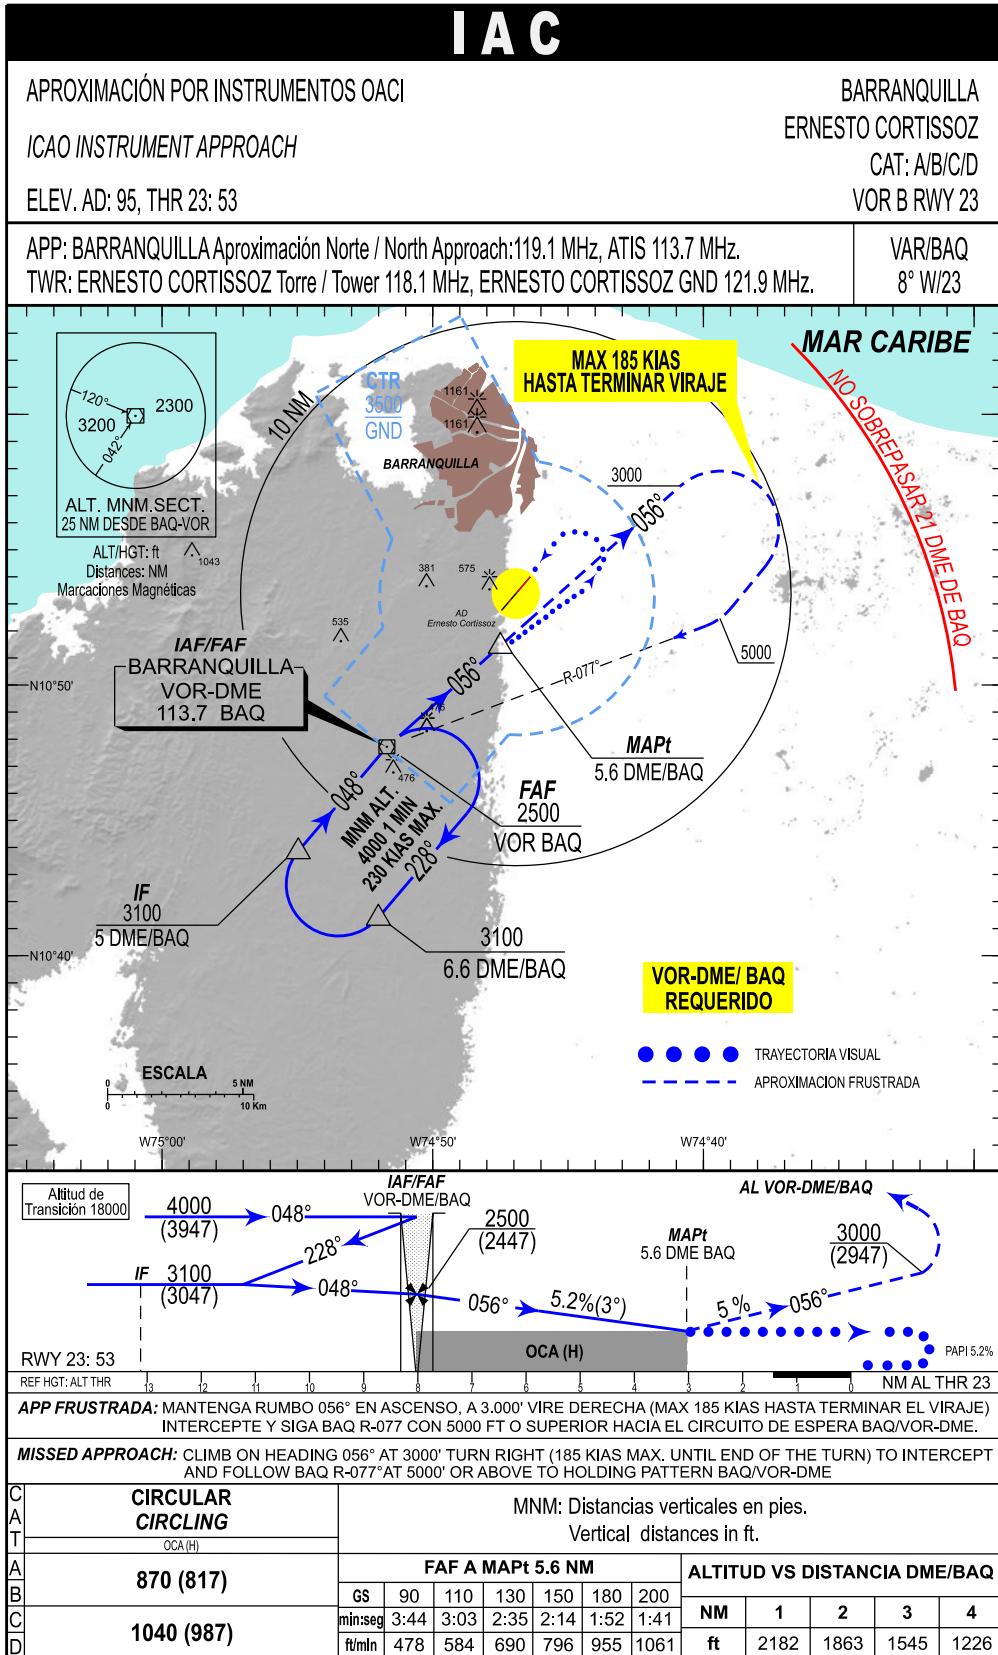 IAC
APROXIMACIÓN POR INSTRUMENTOS OACI
ICAO INSTRUMENT APPROACH
ELEV. AD: 95, THR 23: 53
BARRANQUILLA
ERNESTO CORTISSOZ
CAT: A/B/C/D
VOR B RWY 23
APP: BARRANQUILLA Aproximación Norte / North Approach:119.1 MHz, ATIS 113.7 MHz.
TWR: ERNESTO CORTISSOZ Torre / Tower 118.1 MHz, ERNESTO CORTISSOZ GND 121.9 MHz.
VAR/BAQ
8° W/23
MAR CARIBE
MAX 185 KIAS
HASTA TERMINAR VIRAJE
NO SOBREPASAR 21 DME DE BAQ
120°
2300
3200
042°
ALT. MNM.SECT.
25 NM DESDE BAQ-VOR
ALT/HGT: ft
Distances: NM
Marcaciones Magnéticas
1043
10 NM
CTR
3500
GND
1161
1161
BARRANQUILLA
3000
056°
381
575
535
AD
Ernesto Cortissoz
IAF/FAF
BARRANQUILLA
VOR-DME
113.7 BAQ
N10°50'
056°
R-077°
5000
476
476
MAPt
5.6 DME/BAQ
FAF
2500
VOR BAQ
048°
MNM ALT.
4000 1 MIN
230 KIAS MAX.
228°
IF
3100
5 DME/BAQ
3100
6.6 DME/BAQ
N10°40'
VOR-DME/ BAQ
REQUERIDO
TRAYECTORIA VISUAL
APROXIMACION FRUSTRADA
ESCALA
0 5 NM
0 10 Km
W75°00' W74°50' W74°40'
Altitud de
Transición 18000
4000
(3947)
048°
IAF/FAF
VOR-DME/BAQ
2500
(2447)
228°
IF
3100
(3047)
048°
056°
5.2%(3°)
MAPt
5.6 DME BAQ
AL VOR-DME/BAQ
3000
(2947)
5 %
056°
OCA (H)
PAPI 5.2%
RWY 23: 53
REF HGT: ALT THR
13 12 11 10 9 8 7 6 5 4 3 2 1 0
NM AL THR 23
APP FRUSTRADA: MANTENGA RUMBO 056° EN ASCENSO, A 3.000' VIRE DERECHA (MAX 185 KIAS HASTA TERMINAR EL VIRAJE)
INTERCEPTE Y SIGA BAQ R-077 CON 5000 FT O SUPERIOR HACIA EL CIRCUITO DE ESPERA BAQ/VOR-DME.
MISSED APPROACH: CLIMB ON HEADING 056° AT 3000' TURN RIGHT (185 KIAS MAX. UNTIL END OF THE TURN) TO INTERCEPT
AND FOLLOW BAQ R-077°AT 5000' OR ABOVE TO HOLDING PATTERN BAQ/VOR-DME
CAT
CIRCULAR
CIRCLING
OCA (H)
A
B
870 (817)
C
D
1040 (987)
MNM: Distancias verticales en pies.
Vertical distances in ft.
FAF A MAPt 5.6 NM
GS 90 110 130 150 180 200
min:seg 3:44 3:03 2:35 2:14 1:52 1:41
ft/min 478 584 690 796 955 1061
ALTITUD VS DISTANCIA DME/BAQ
NM 1 2 3 4
ft 2182 1863 1545 1226